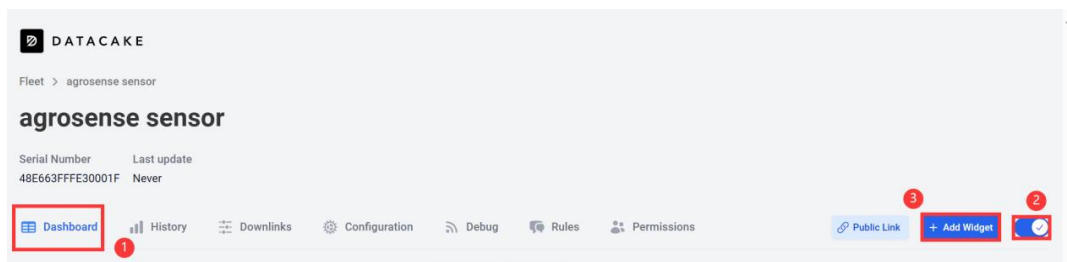 DATACAKE
Fleet > agrosense sensor
agrosense sensor
Serial Number Last update
48E663FFFE30001F Never
3 2
Dashboard History Downlinks Configuration Debug Rules Permissions Public Link + Add Widget
1